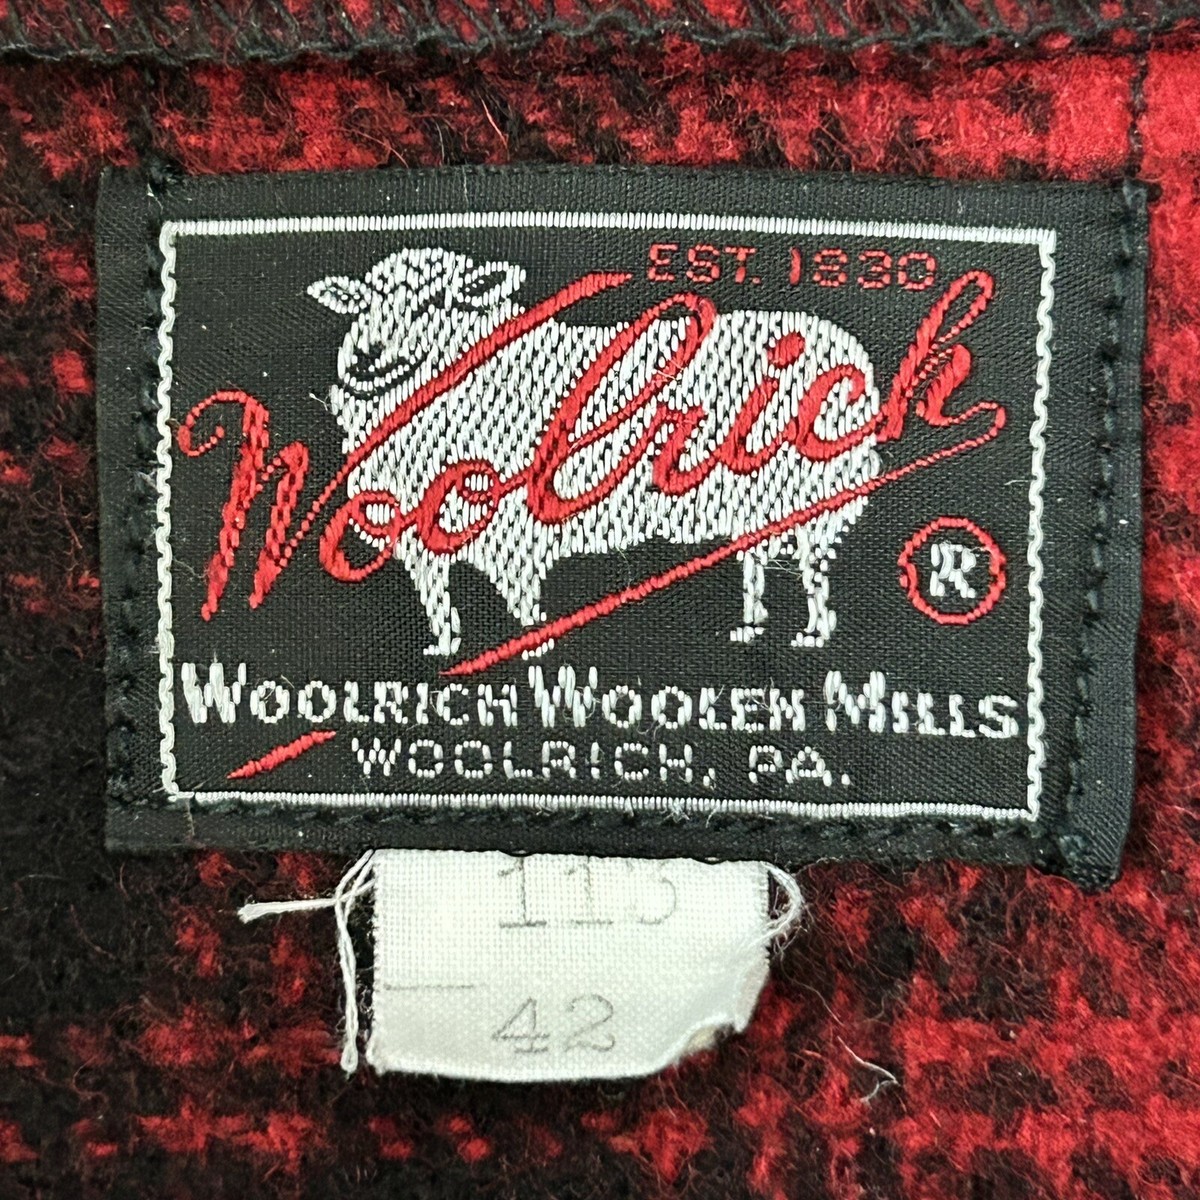 EST. 1830
Woolrich
®
WOOLRICH WOOLEN MILLS
WOOLRICH, PA.
42